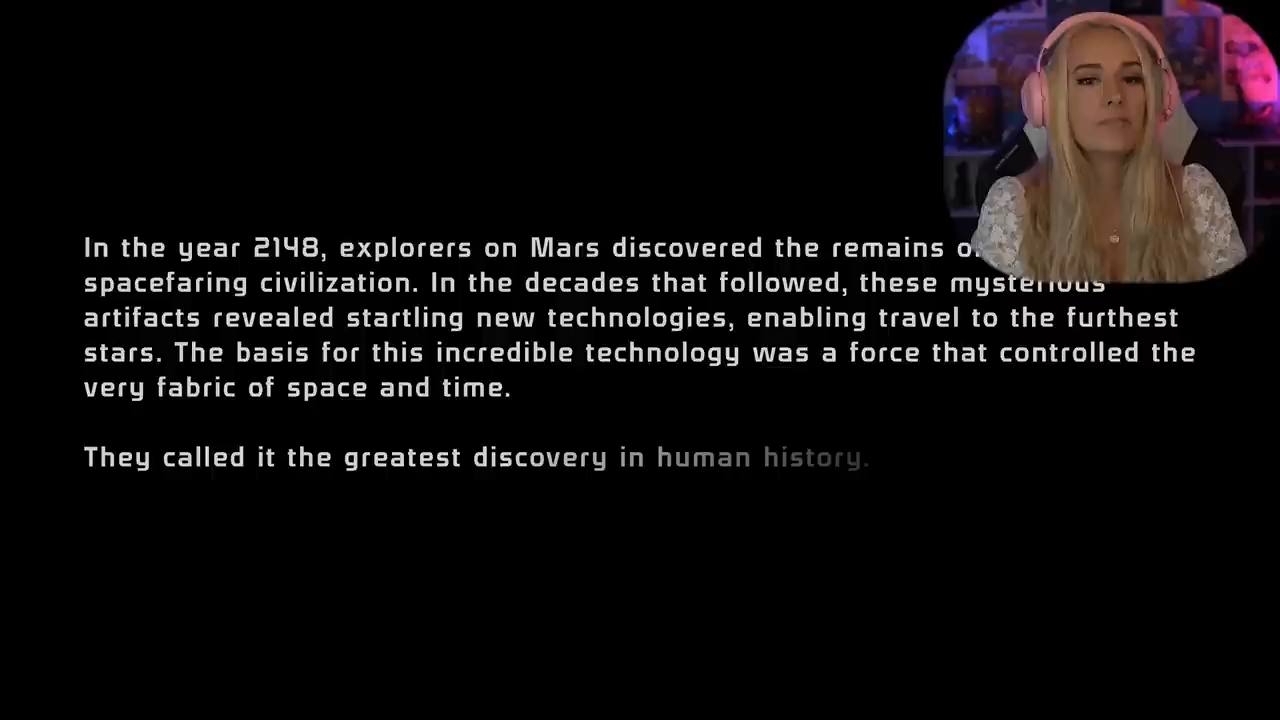 In the year 2148, explorers on Mars discovered the remains
spacefaring civilization. In the decades that followed, these mysterious
artifacts revealed startling new technologies, enabling travel to the furthest
stars. The basis for this incredible technology was a force that controlled the
very fabric of space and time.
They called it the greatest discovery in human history.